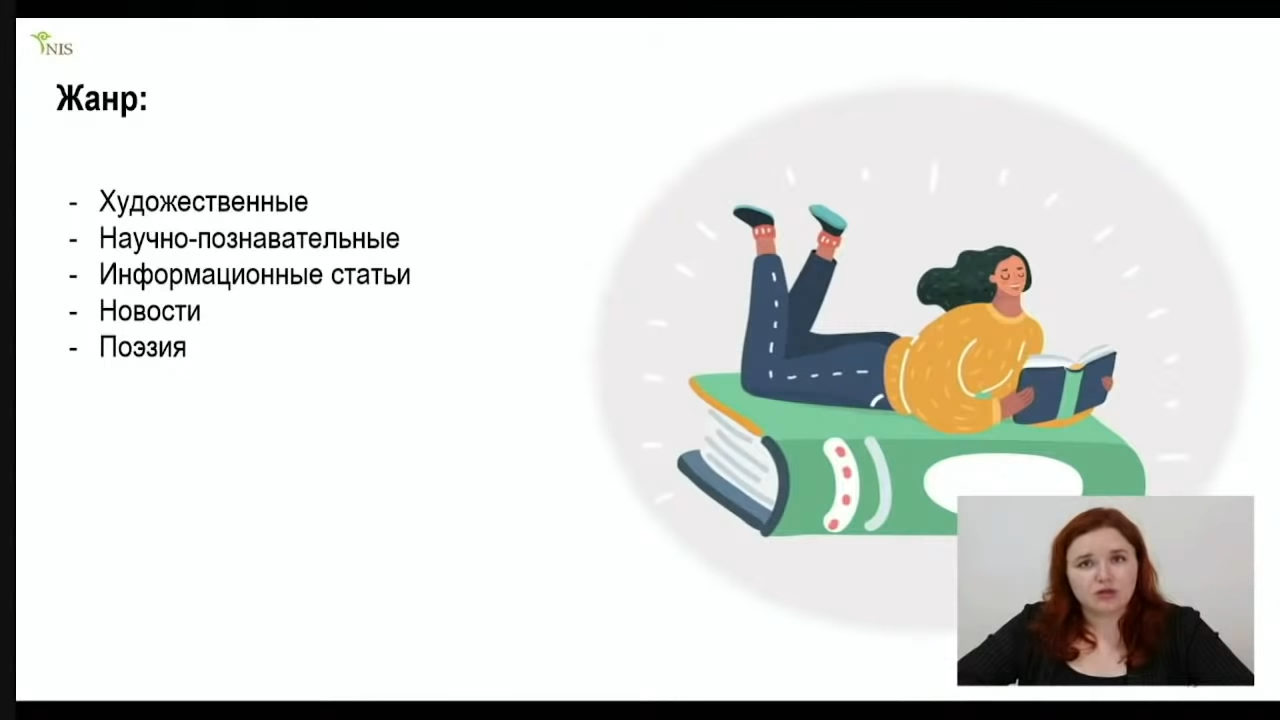 NIS
Жанр:
- Художественные
- Научно-познавательные
- Информационные статьи
- Новости
- Поэзия